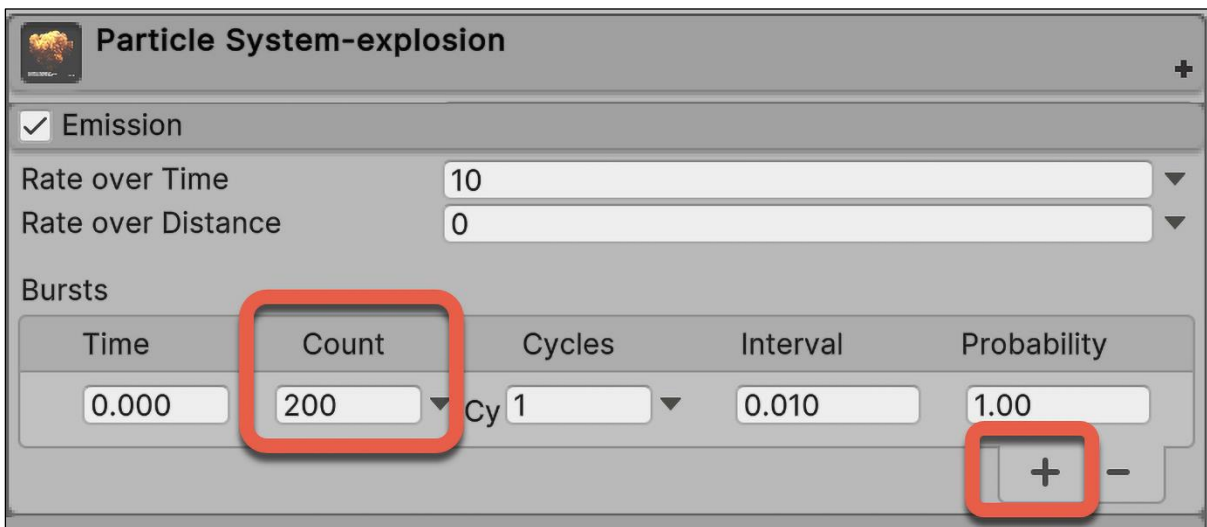 Particle System-explosion
Emission
Rate over Time 10
Rate over Distance 0
Bursts
Time Count Cycles Interval Probability
0.000 200 Cy 1 0.010 1.00